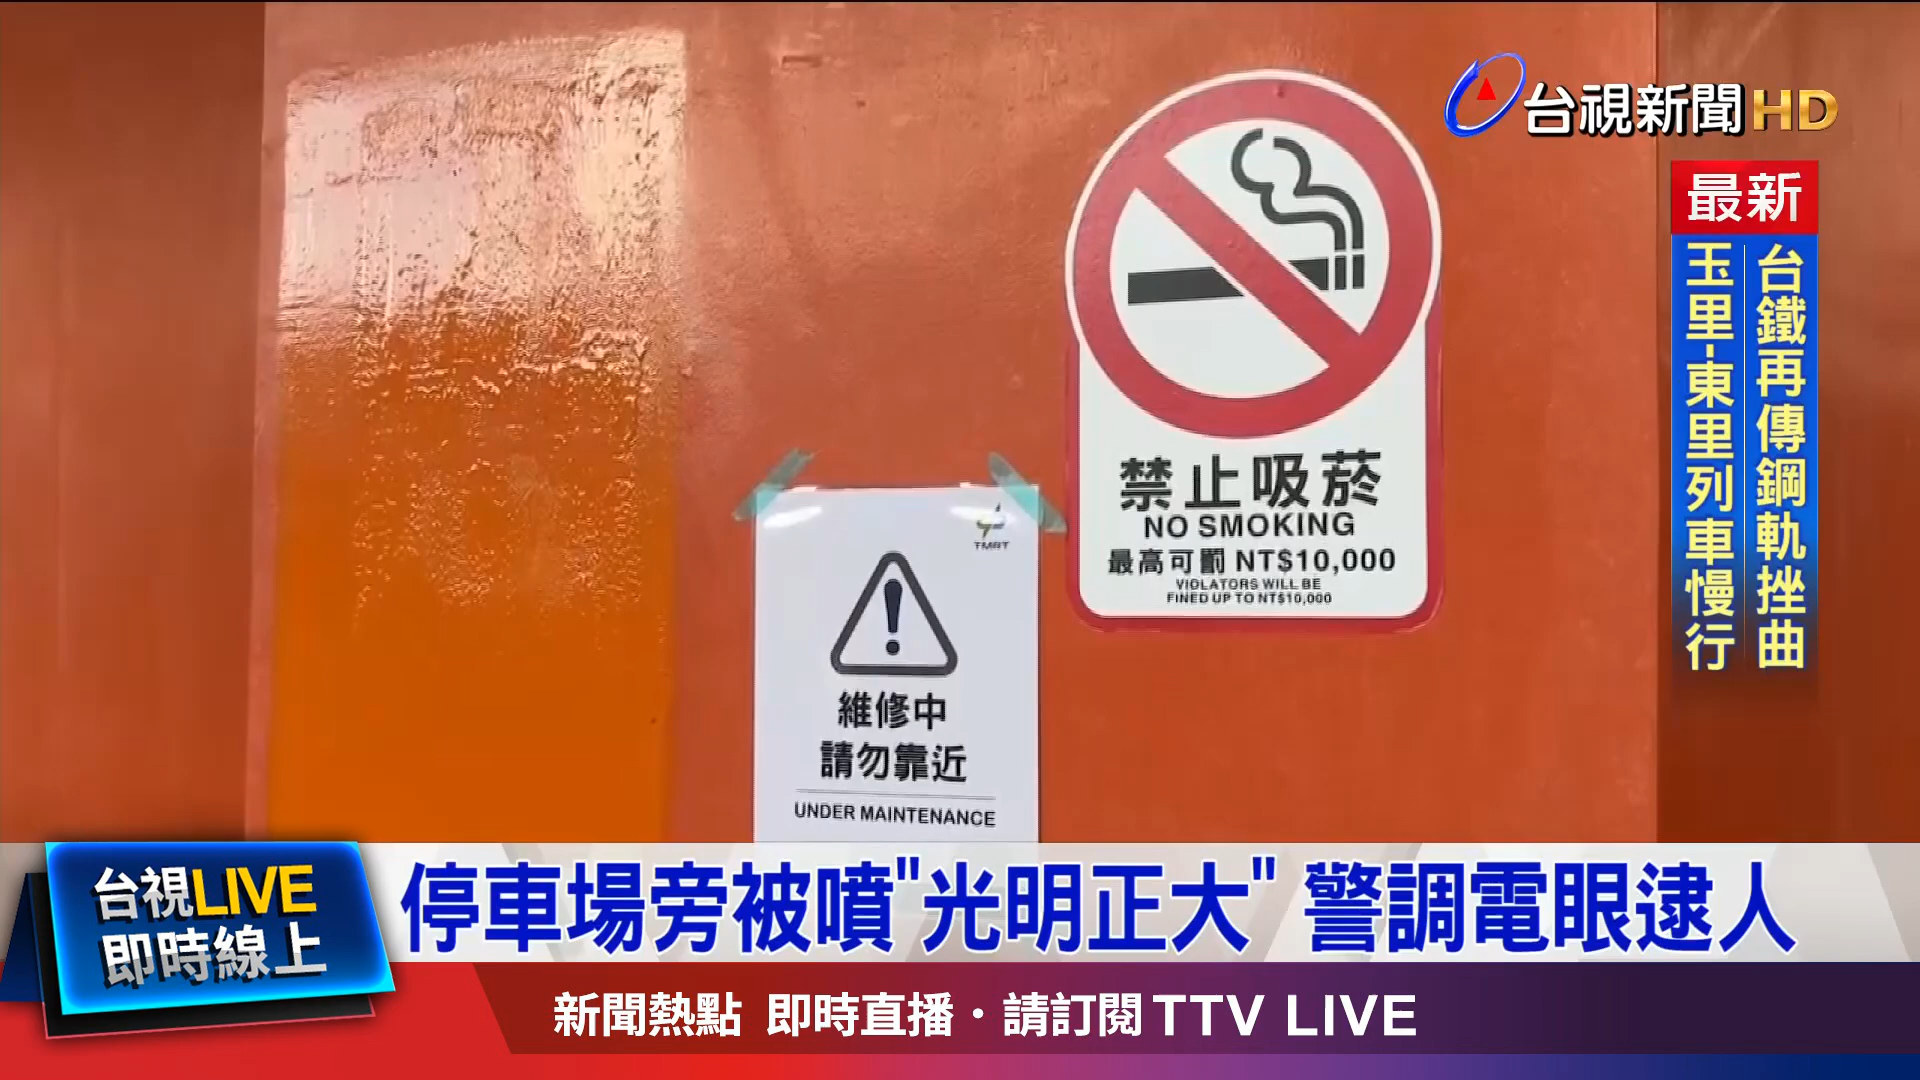 台視新聞HD
最新
台鐵再傳鋼軌挫曲
玉里-東里列車慢行
禁止吸菸
NO SMOKING
最高可罰 NT$10,000
VIOLATORS WILL BE
FINED UP TO NT$10,000
TMRT
維修中
請勿靠近
UNDER MAINTENANCE
台視LIVE
即時線上
停車場旁被噴"光明正大" 警調電眼逮人
新聞熱點 即時直播・請訂閱TTV LIVE